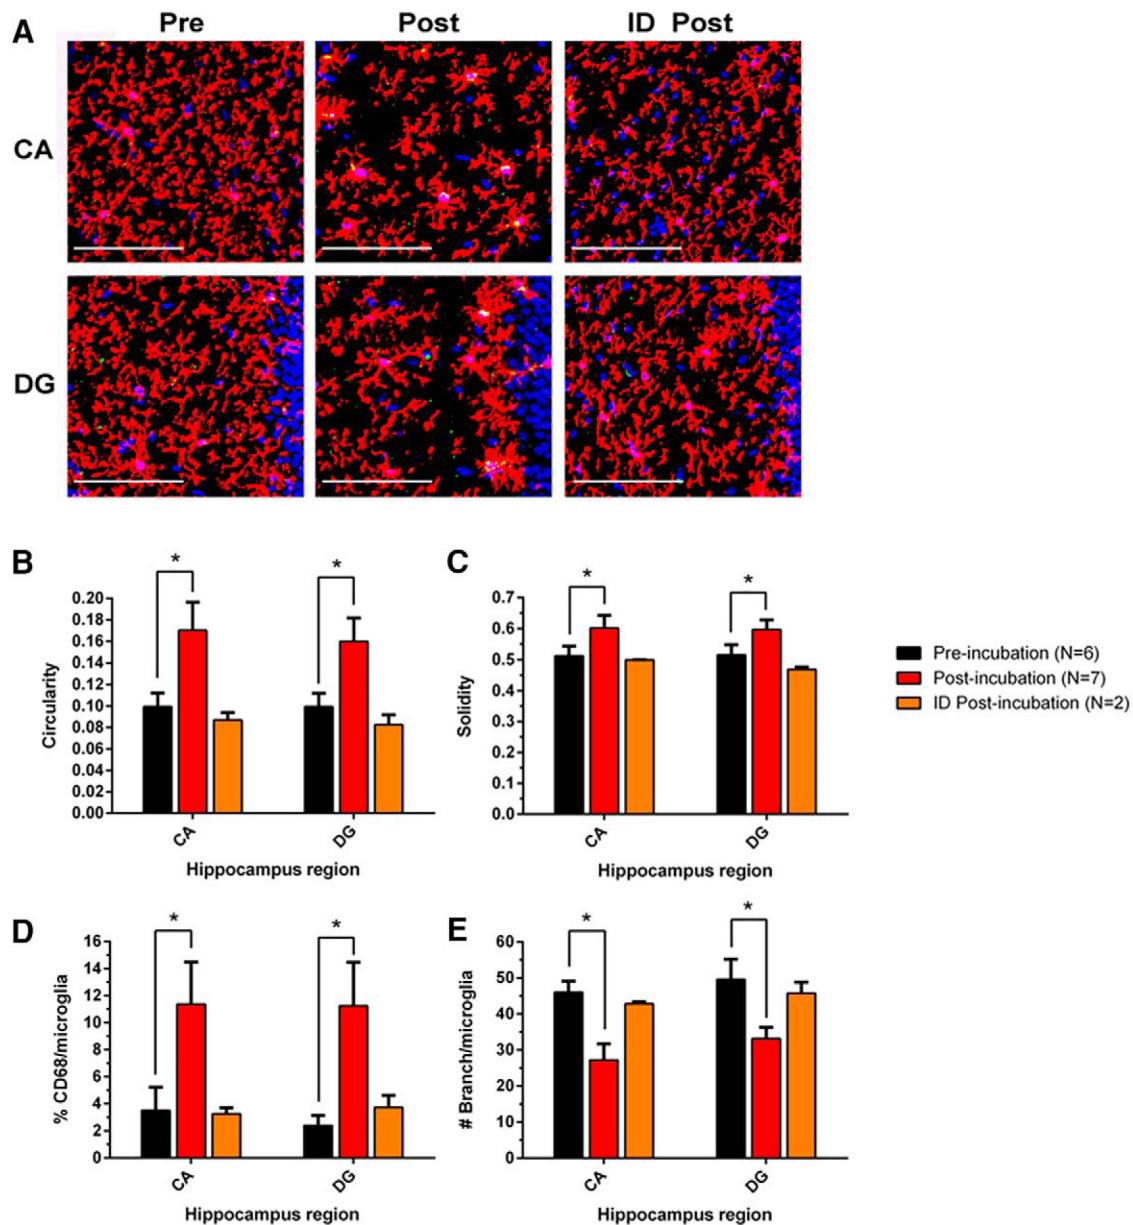 A
Pre
Post
ID Post
CA
DG
B
*
*
0.20
0.18
0.16
0.14
0.12
0.10
0.08
0.06
0.04
0.02
0.00
Circularity
CA
DG
Hippocampus region
C
*
*
0.7
0.6
0.5
0.4
0.3
0.2
0.1
0.0
Solidity
CA
DG
Hippocampus region
Pre-incubation (N=6)
Post-incubation (N=7)
ID Post-incubation (N=2)
D
*
*
16
14
12
10
8
6
4
2
0
% CD68/microglia
CA
DG
Hippocampus region
E
*
*
60
50
40
30
20
10
0
# Branch/microglia
CA
DG
Hippocampus region